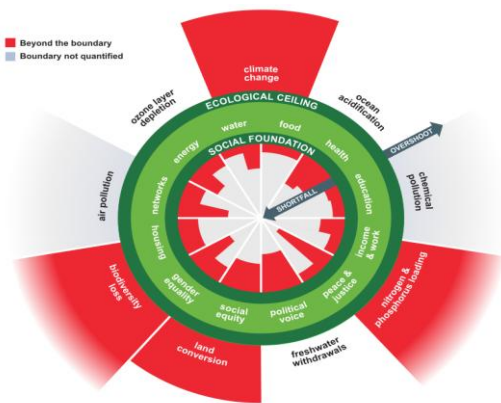 Beyond the boundary
Boundary not quantified
climate
change
ozone layer
depletion
ocean
acidification
ECOLOGICAL CEILING
OVERSHOOT
water
food
energy
health
SOCIAL FOUNDATION
networks
education
SHORTFALL
air pollution
chemical
pollution
housing
income
& work
gender
equality
peace &
justice
social
equity
political
voice
biodiversity
loss
nitrogen &
phosphorus loading
land
conversion
freshwater
withdrawals